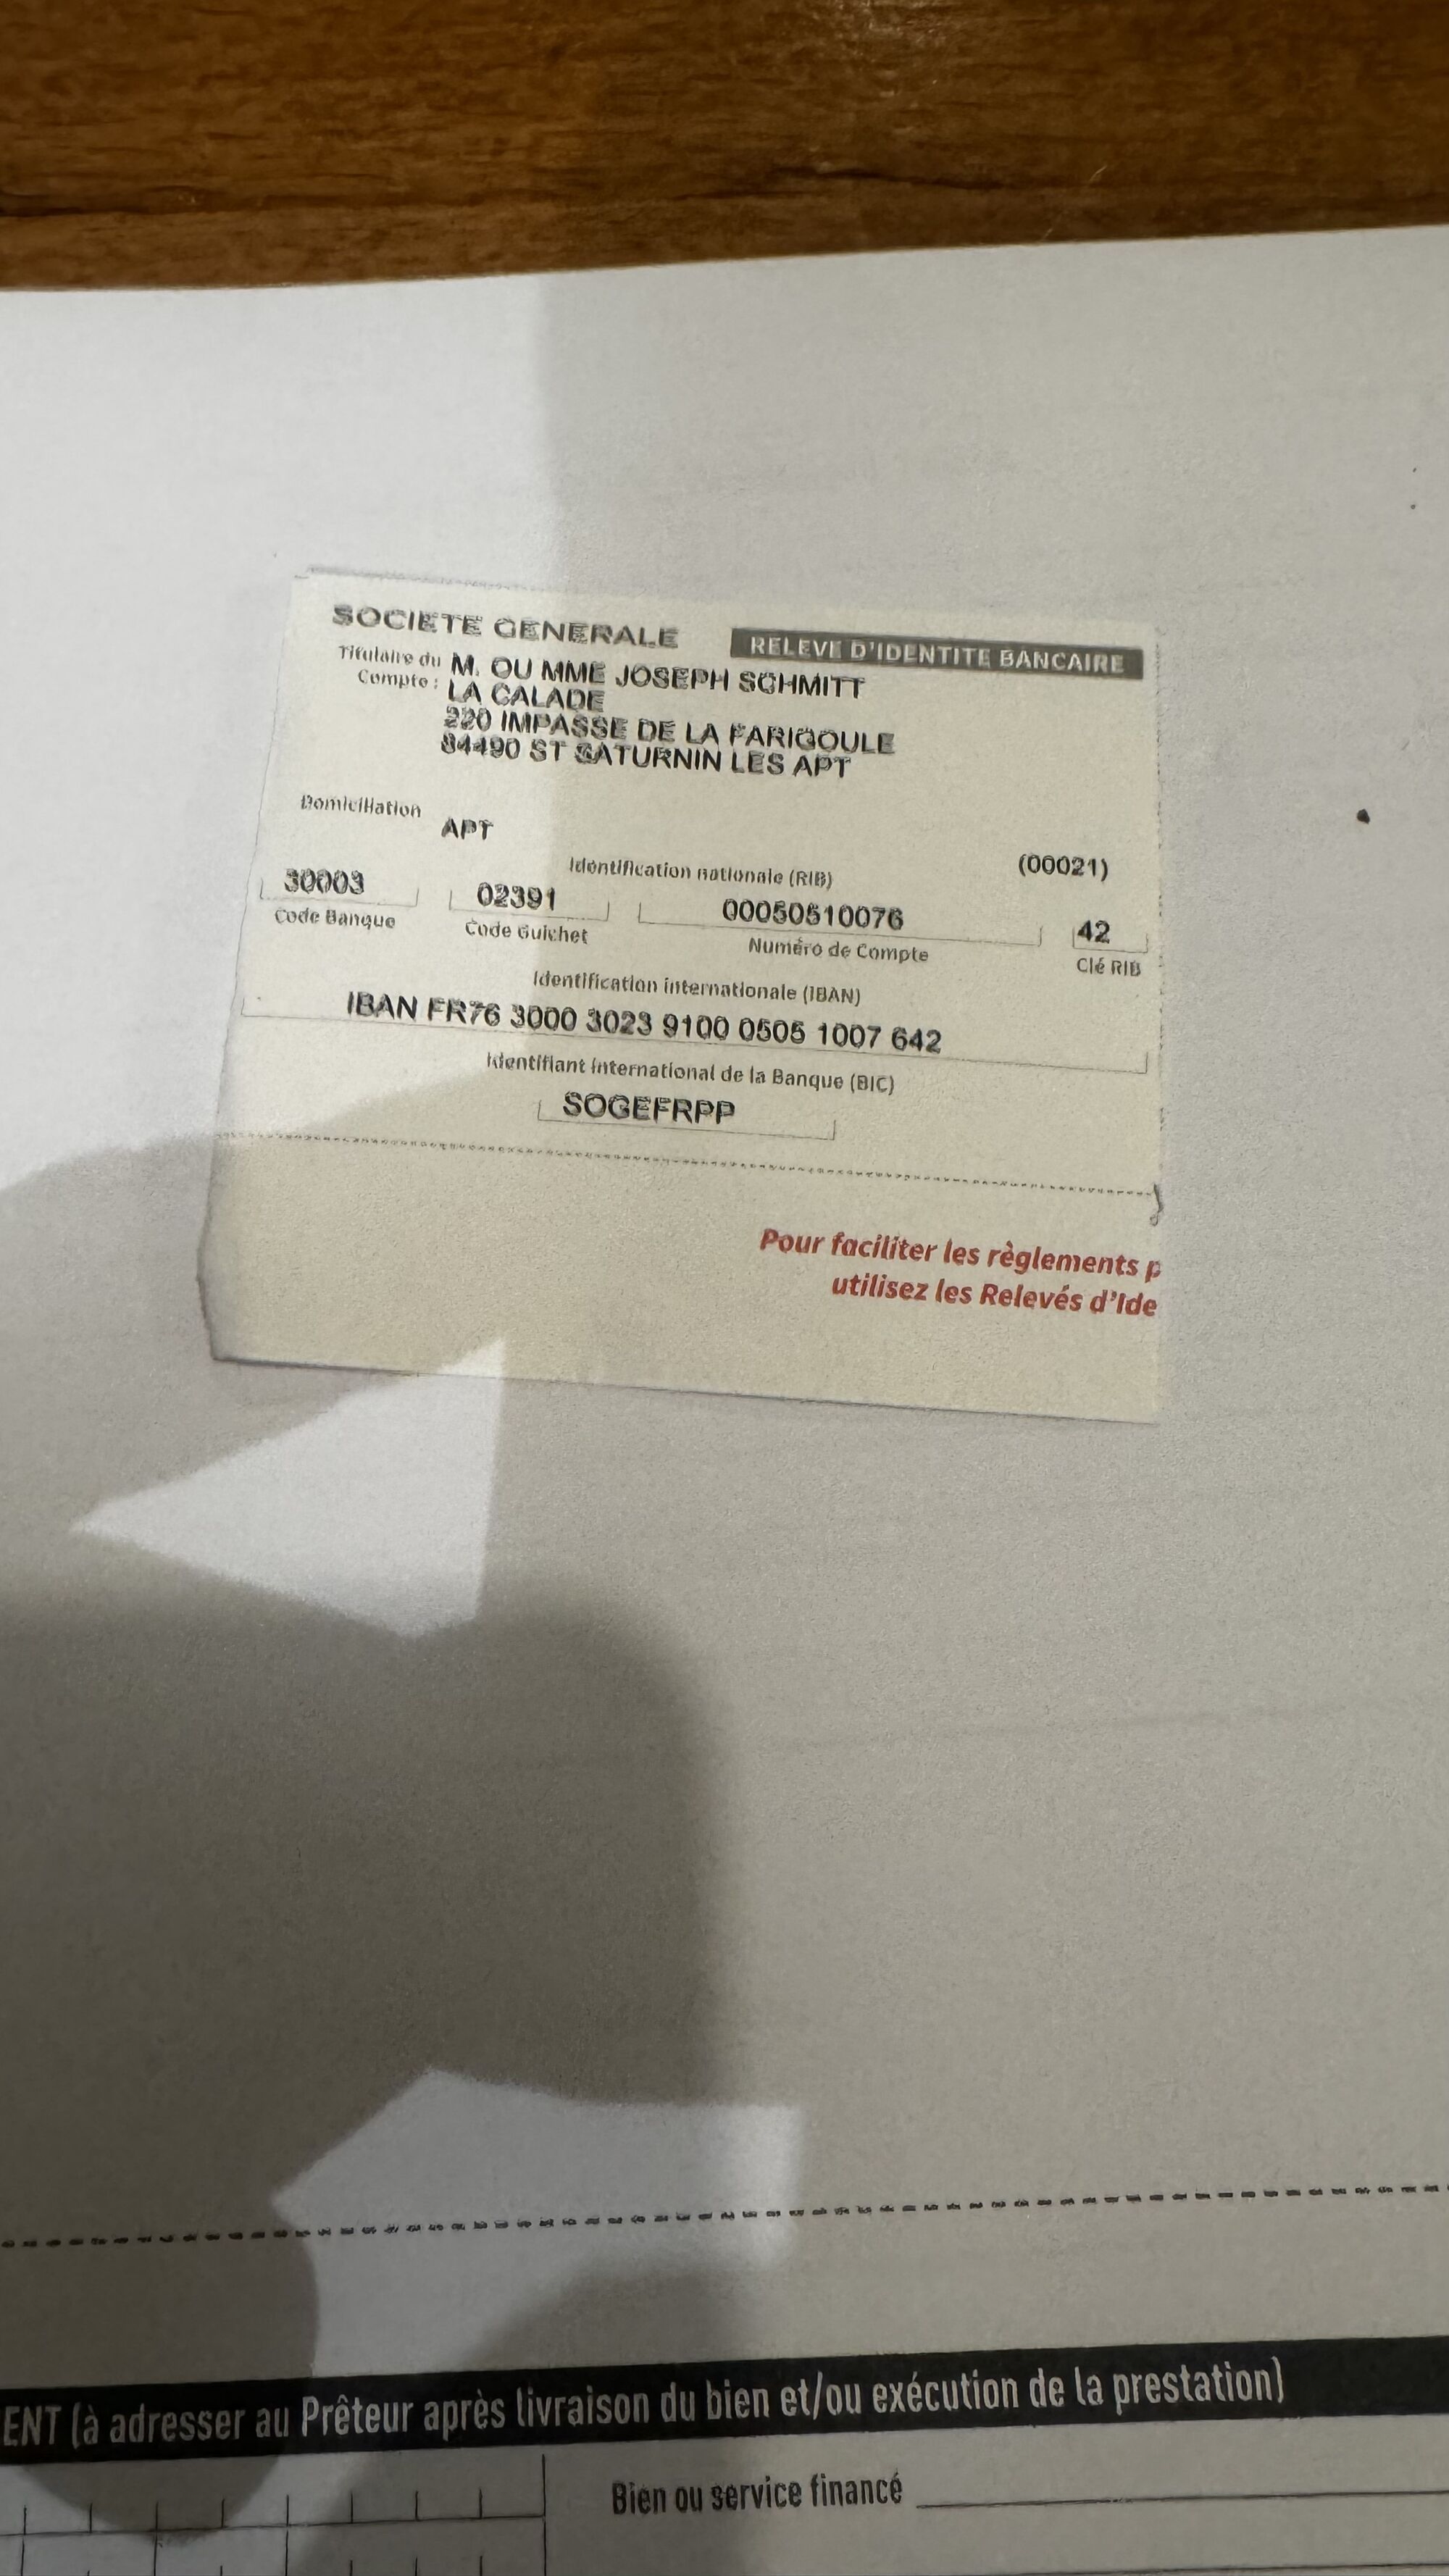 SOCIETE GENERALE
RELEVE D'IDENTITE BANCAIRE
Titulaire du M. OU MME JOSEPH SCHMITT
Compte : LA CALADE
220 IMPASSE DE LA FARIGOULE
84490 ST SATURNIN LES APT
Domiciliation
APT
Identification nationale (RIB) (00021)
30003 02391 00050510076 42
Code Banque Code Guichet Numéro de Compte Clé RIB
Identification internationale (IBAN)
IBAN FR76 3000 3023 9100 0505 1007 642
Identifiant international de la Banque (BIC)
SOGEFRPP
Pour faciliter les règlements p
utilisez les Relevés d'Ide
ENT (à adresser au Prêteur après livraison du bien et/ou exécution de la prestation)
Bien ou service financé